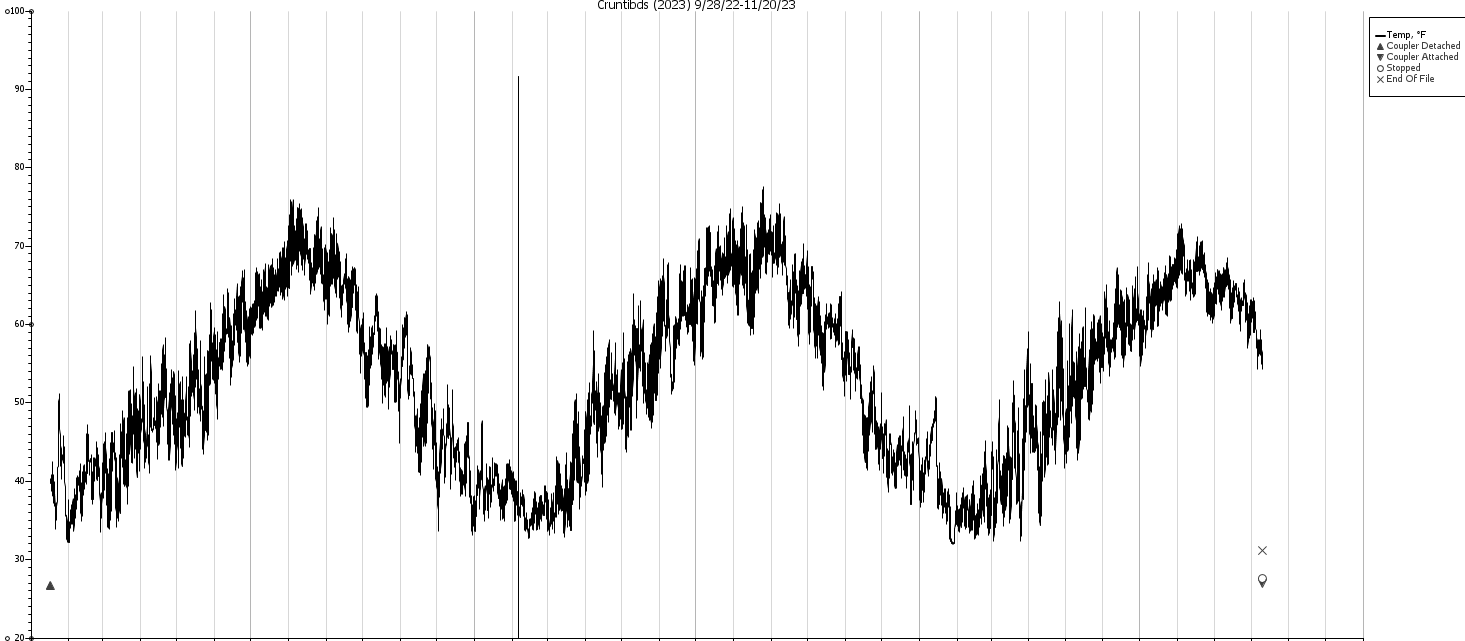 Cruntibds (2023) 9/28/22-11/20/23
100
90
80
70
60
50
40
30
20
Temp, °F
Coupler Detached
Coupler Attached
Stopped
End Of File